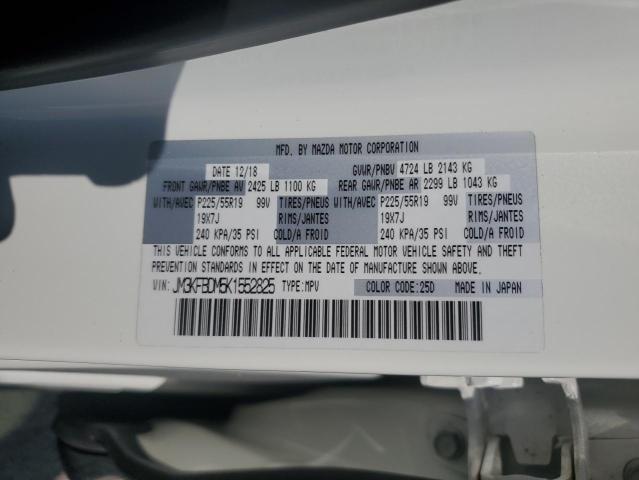 MFD. BY MAZDA MOTOR CORPORATION
DATE 12/18 GVWR/PNBV 4724 LB 2143 KG
FRONT GAWR/PNBE AV 2425 LB 1100 KG REAR GAWR/PNBE AR 2299 LB 1043 KG
WITH/AVEC P225/55R19 99V TIRES/PNEUS WITH/AVEC P225/55R19 99V TIRES/PNEUS
19X7J RIMS/JANTES 19X7J RIMS/JANTES
240 KPA/35 PSI COLD/A FROID 240 KPA/35 PSI COLD/A FROID
THIS VEHICLE CONFORMS TO ALL APPLICABLE FEDERAL MOTOR VEHICLE SAFETY AND THEFT
PREVENTION STANDARDS IN EFFECT ON THE DATE OF MANUFACTURE SHOWN ABOVE.
VIN: JM3KFBDM5K1552825 TYPE:MPV COLOR CODE:25D MADE IN JAPAN